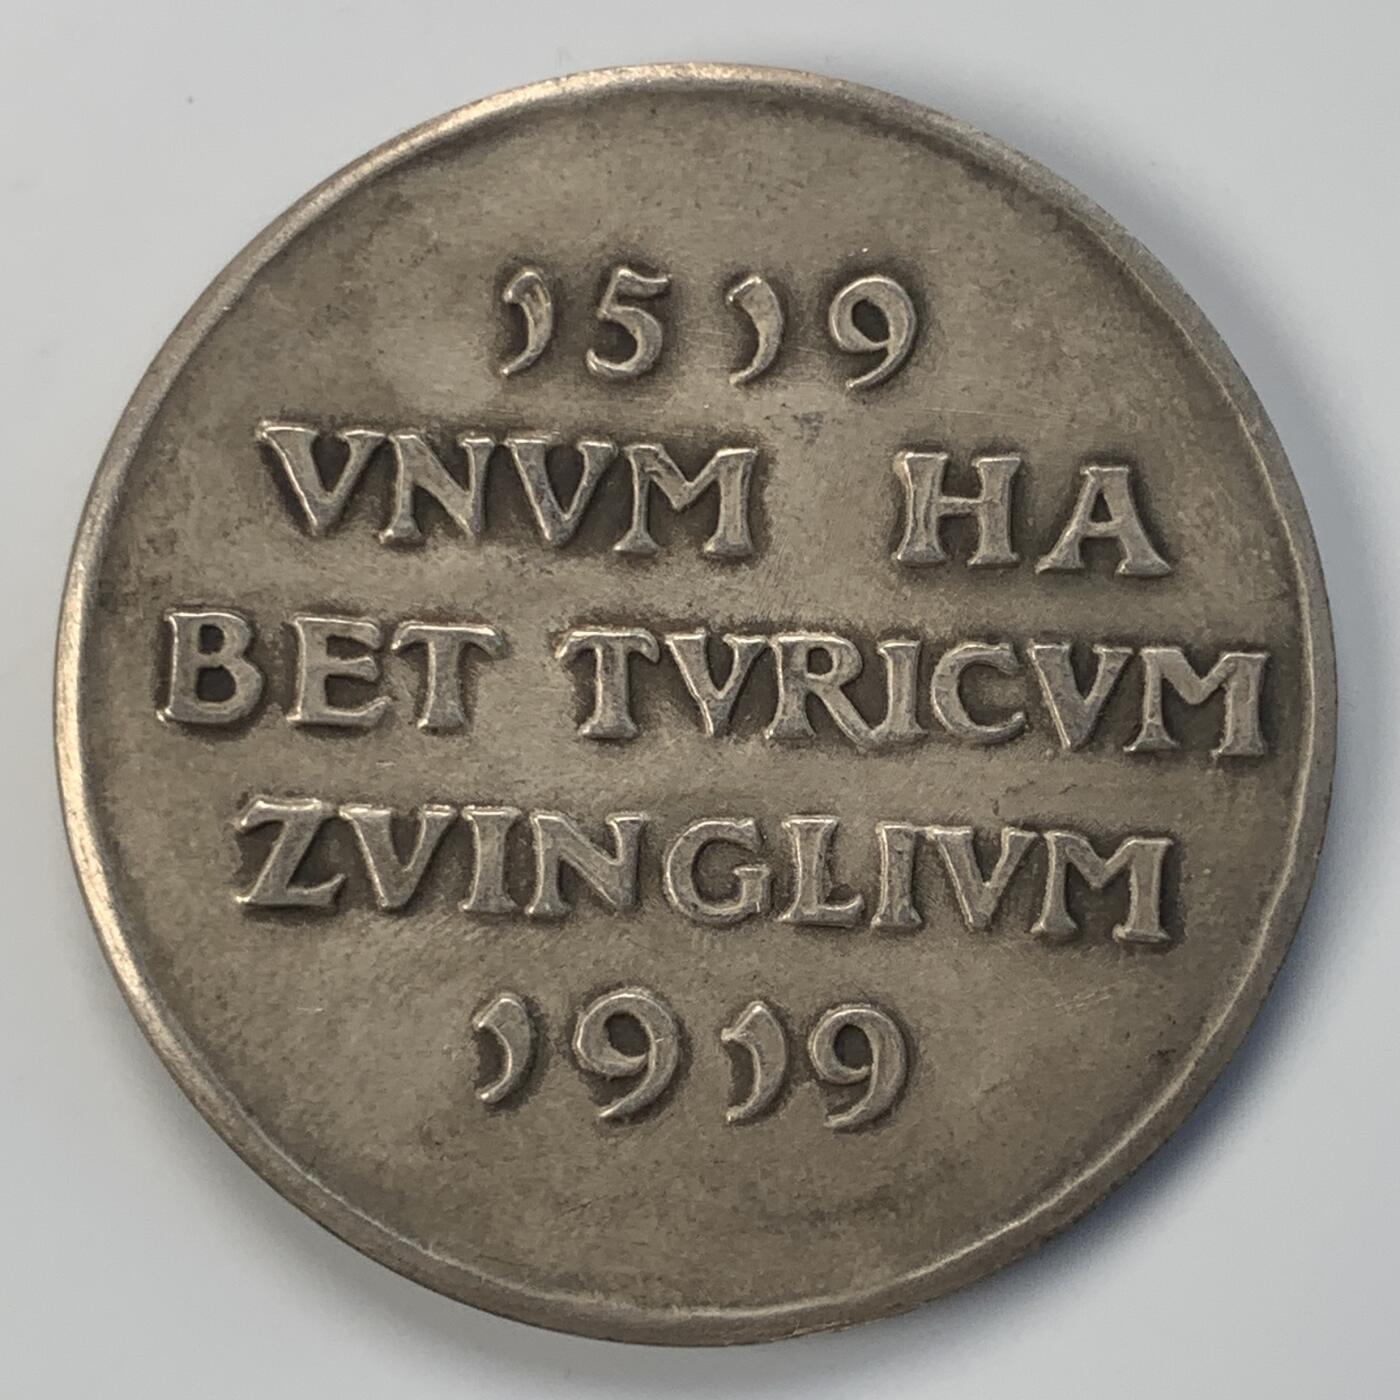 1519
VNVM HA
BET TVRICVM
ZVINGLIVM
1919